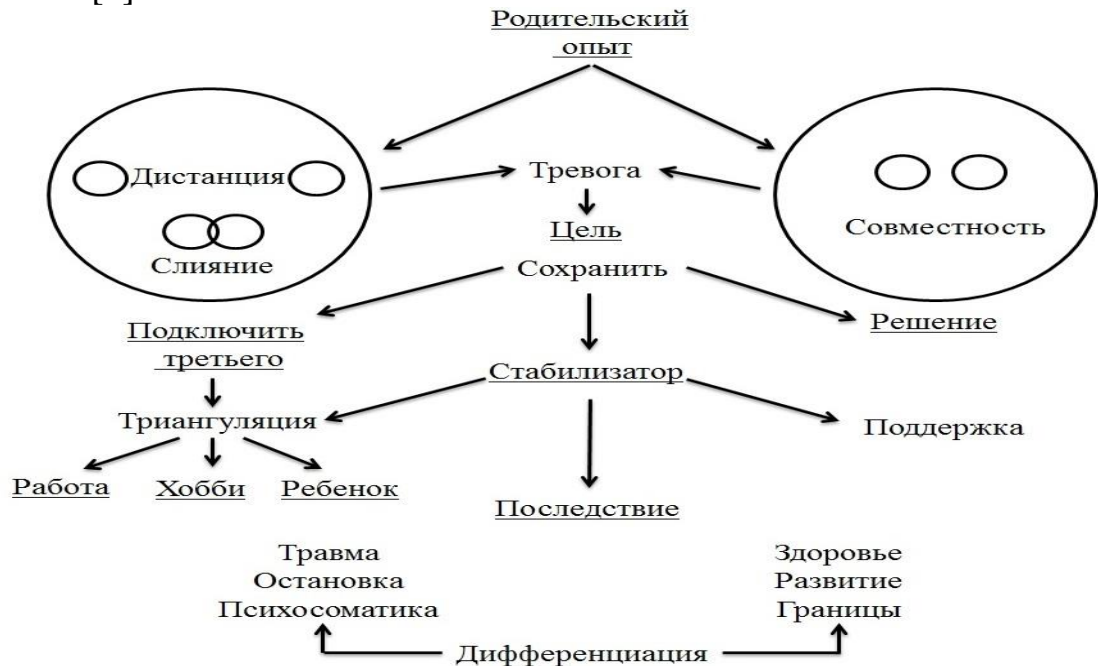 Родительский
опыт
Дистанция
Тревога
Слияние
Цель
Совместность
Сохранить
Подключить
третьего
Решение
Стабилизатор
Триангуляция
Поддержка
Работа
Хобби
Ребенок
Последствие
Травма
Остановка
Психосоматика
Здоровье
Развитие
Границы
Дифференциация